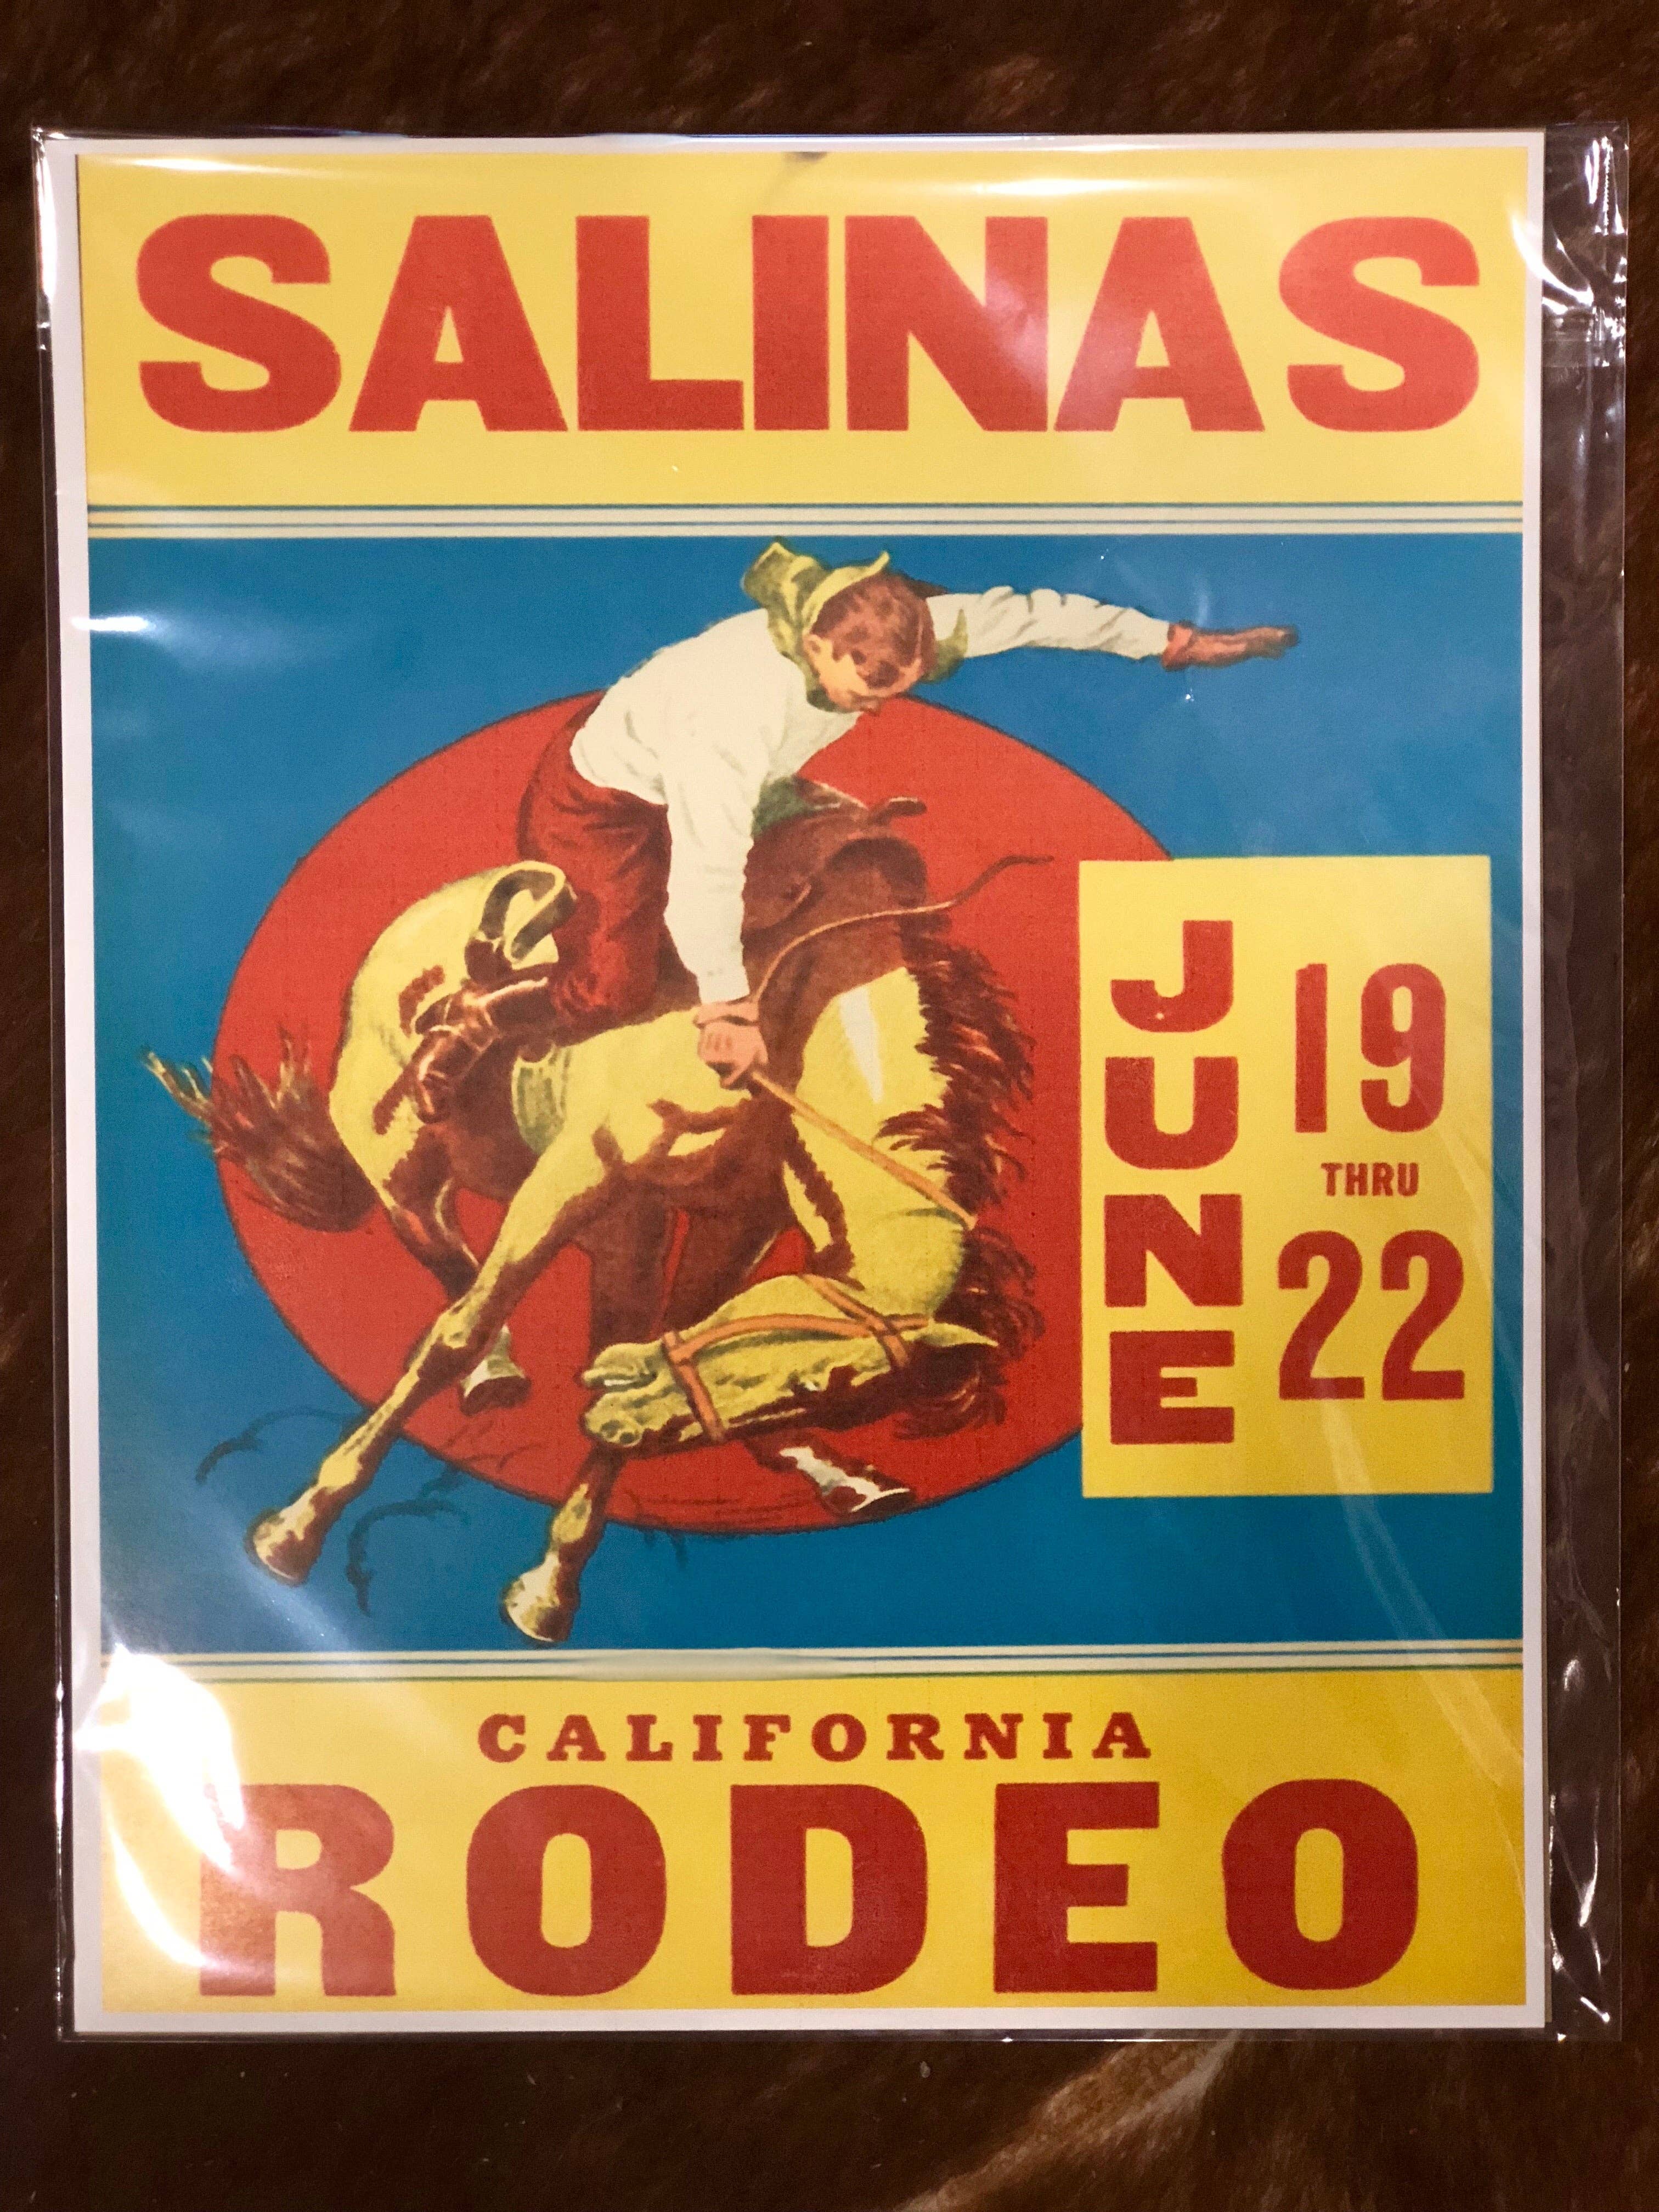 SALINAS
JUNE
19
THRU
22
CALIFORNIA
RODEO